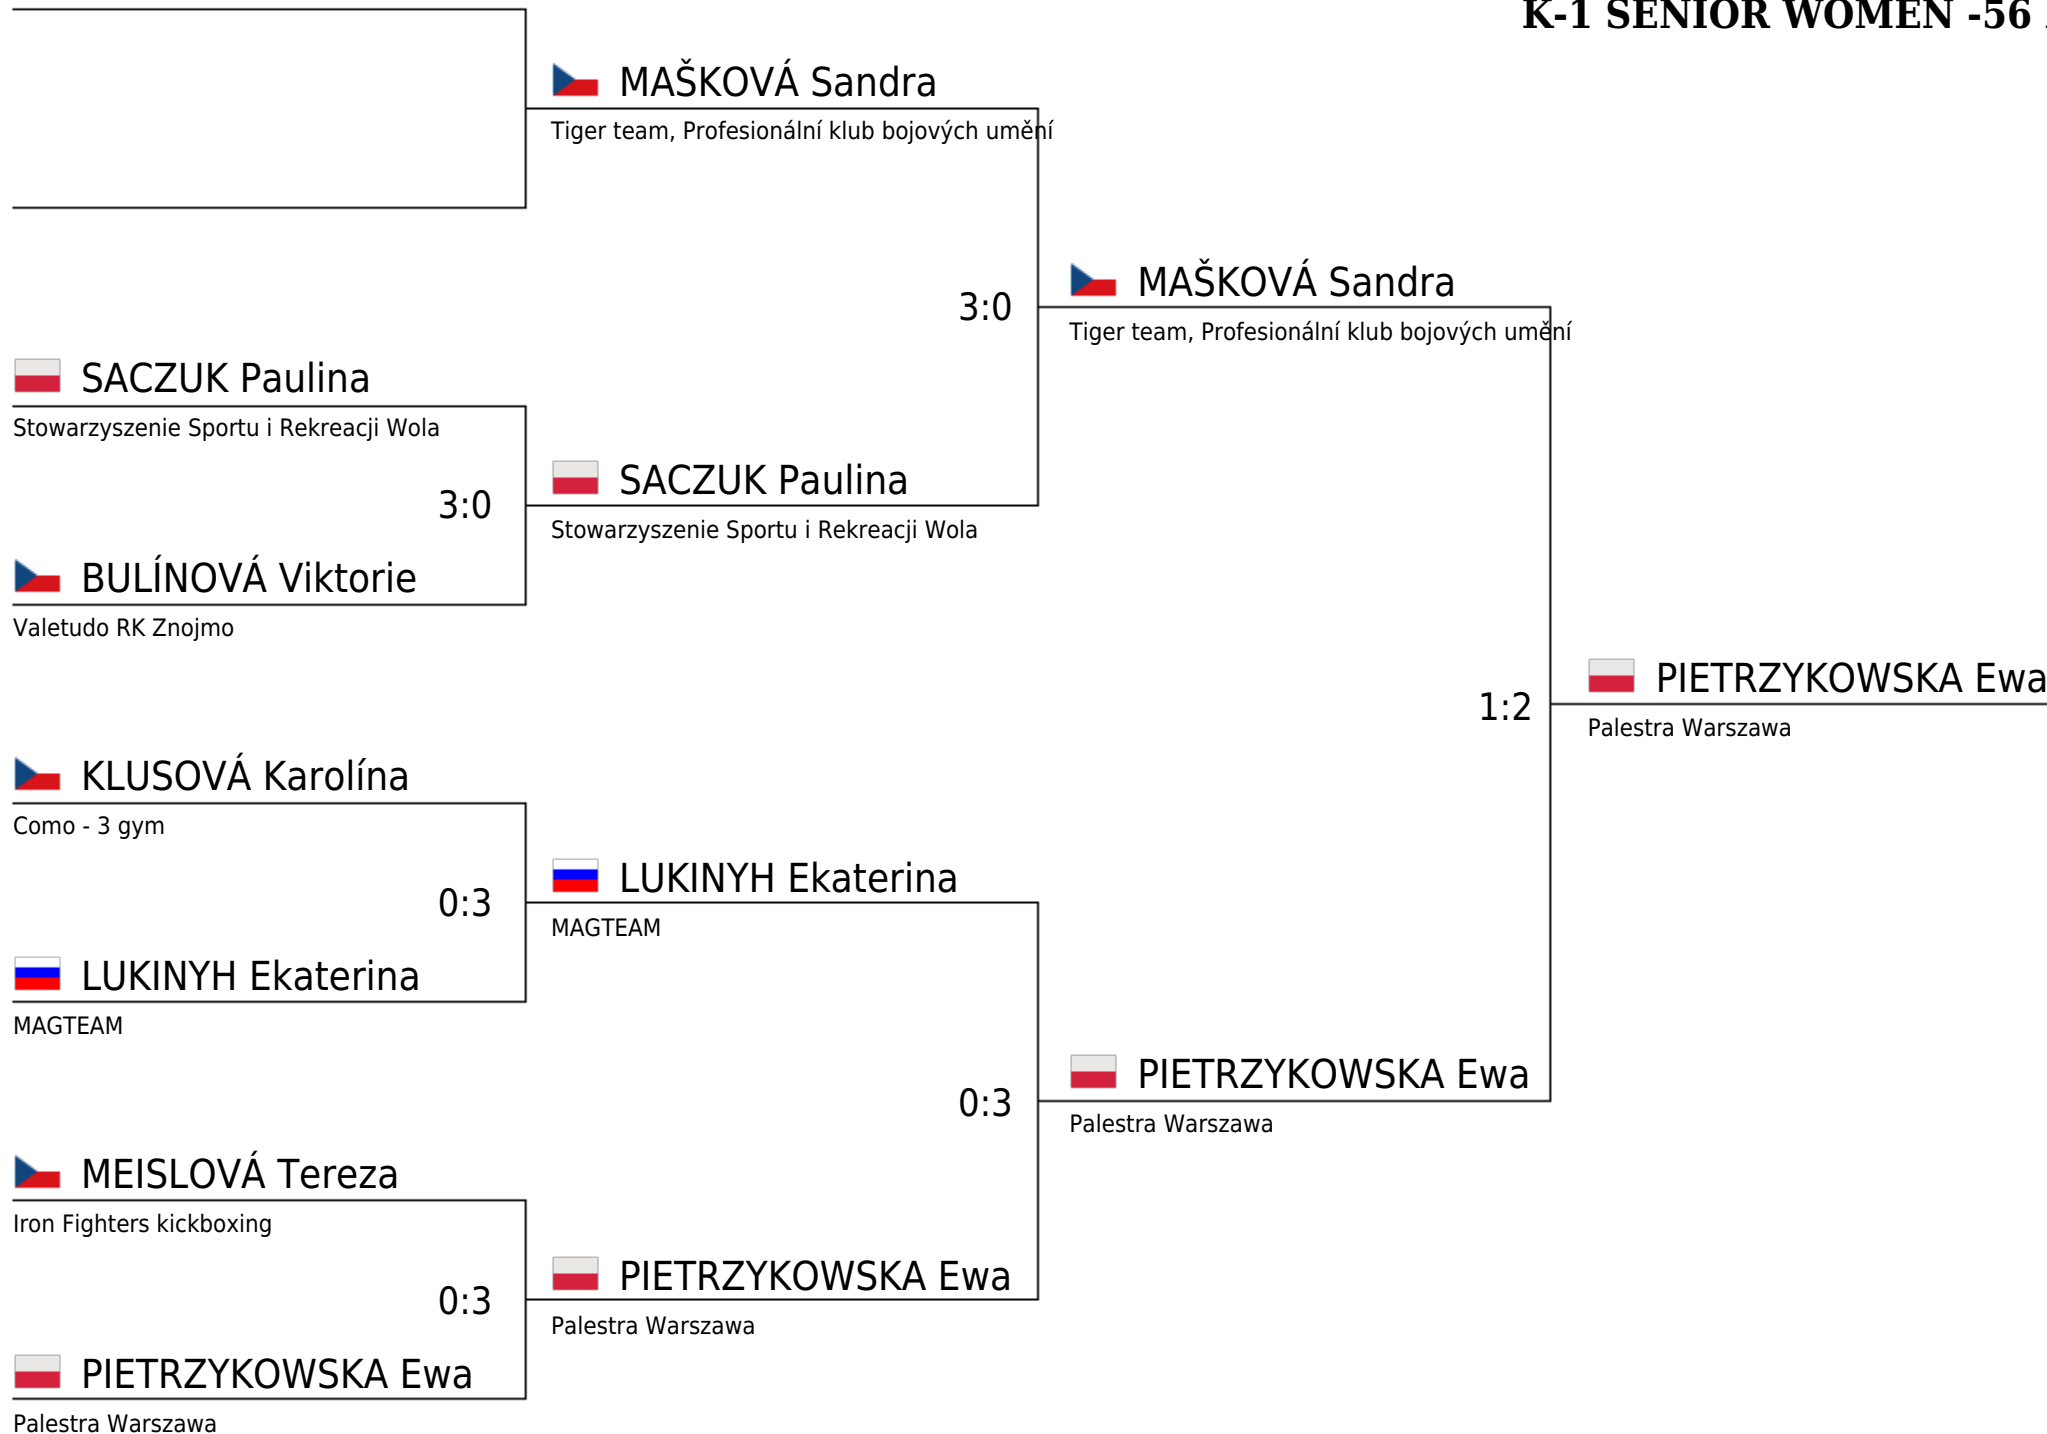 K-1 SENIOR WOMEN -56
MAŠKOVÁ Sandra
Tiger team, Profesionální klub bojových umění
3:0
MAŠKOVÁ Sandra
Tiger team, Profesionální klub bojových umění
SACZUK Paulina
Stowarzyszenie Sportu i Rekreacji Wola
3:0
SACZUK Paulina
Stowarzyszenie Sportu i Rekreacji Wola
BULÍNOVÁ Viktorie
Valetudo RK Znojmo
1:2
PIETRZYKOWSKA Ewa
Palestra Warszawa
KLUSOVÁ Karolína
Como - 3 gym
0:3
LUKINYH Ekaterina
MAGTEAM
LUKINYH Ekaterina
MAGTEAM
0:3
PIETRZYKOWSKA Ewa
Palestra Warszawa
MEISLOVÁ Tereza
Iron Fighters kickboxing
0:3
PIETRZYKOWSKA Ewa
Palestra Warszawa
PIETRZYKOWSKA Ewa
Palestra Warszawa